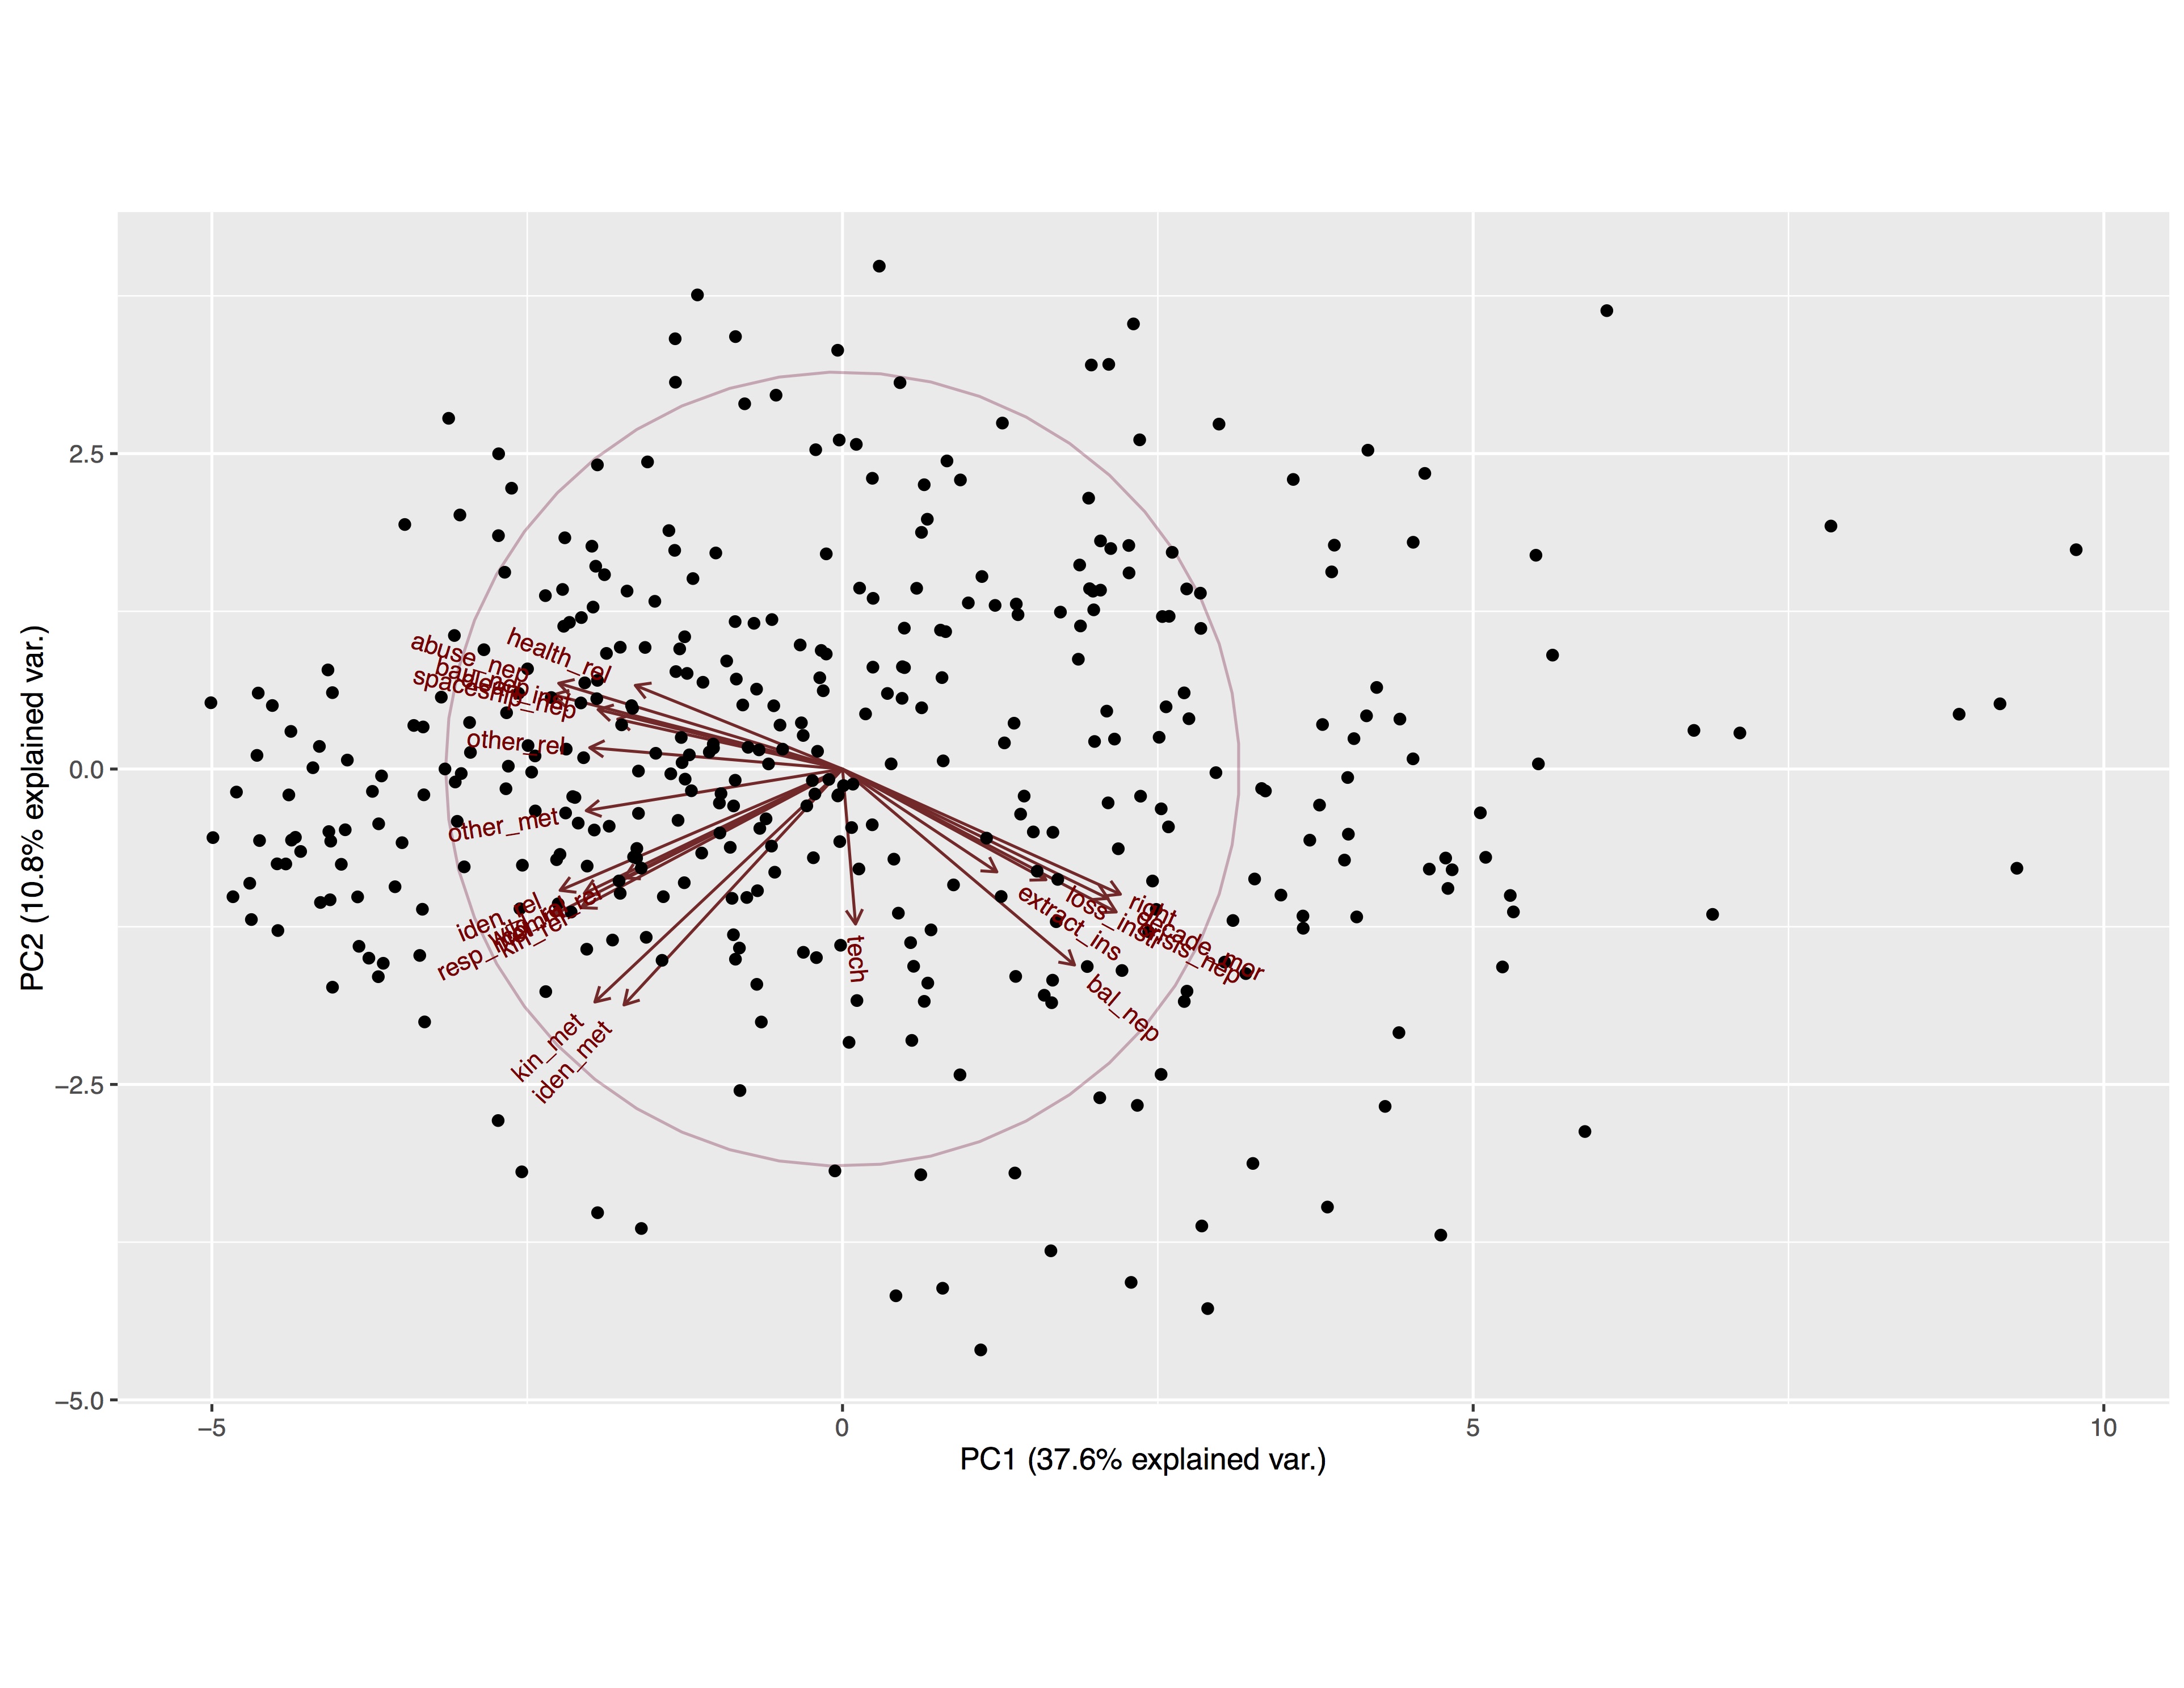 PC2 (10.8% explained var.)
2.5
0.0
−2.5
−5.0
health_rel
abuse_nep
spaceship_nep
other_rel
other_met
iden_rel
resp_
kin_rel
kin_met
iden_met
tech
extract_ins
loss_ins
bal_nep
−5
0
5
10
PC1 (37.6% explained var.)